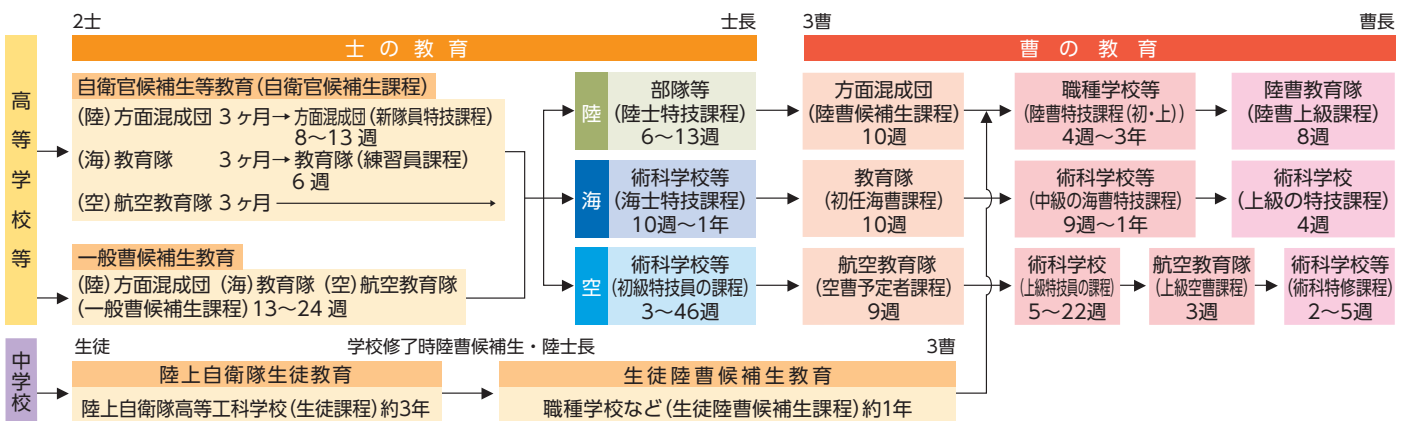 2士
士長
3曹
曹長
士の教育
曹の教育
高等学校等
自衛官候補生等教育(自衛官候補生課程)
(陸)方面混成団 3ヶ月→方面混成団(新隊員特技課程)
8～13週
(海)教育隊 3ヶ月→教育隊(練習員課程)
6週
(空)航空教育隊 3ヶ月
一般曹候補生教育
(陸)方面混成団 (海)教育隊 (空)航空教育隊
(一般曹候補生課程)13～24週
陸
部隊等
(陸士特技課程)
6～13週
方面混成団
(陸曹候補生課程)
10週
職種学校等
(陸曹特技課程(初・上))
4週～3年
陸曹教育隊
(陸曹上級課程)
8週
海
術科学校等
(海士特技課程)
10週～1年
教育隊
(初任海曹課程)
10週
術科学校等
(中級の海曹特技課程)
9週～1年
術科学校
(上級の特技課程)
4週
空
術科学校等
(初級特技員の課程)
3～46週
航空教育隊
(空曹予定者課程)
9週
術科学校
(上級特技員の課程)
5～22週
航空教育隊
(上級空曹課程)
3週
術科学校等
(術科特修課程)
2～5週
中学校
生徒
学校修了時陸曹候補生・陸士長
3曹
陸上自衛隊生徒教育
陸上自衛隊高等工科学校(生徒課程)約3年
生徒陸曹候補生教育
職種学校など(生徒陸曹候補生課程)約1年